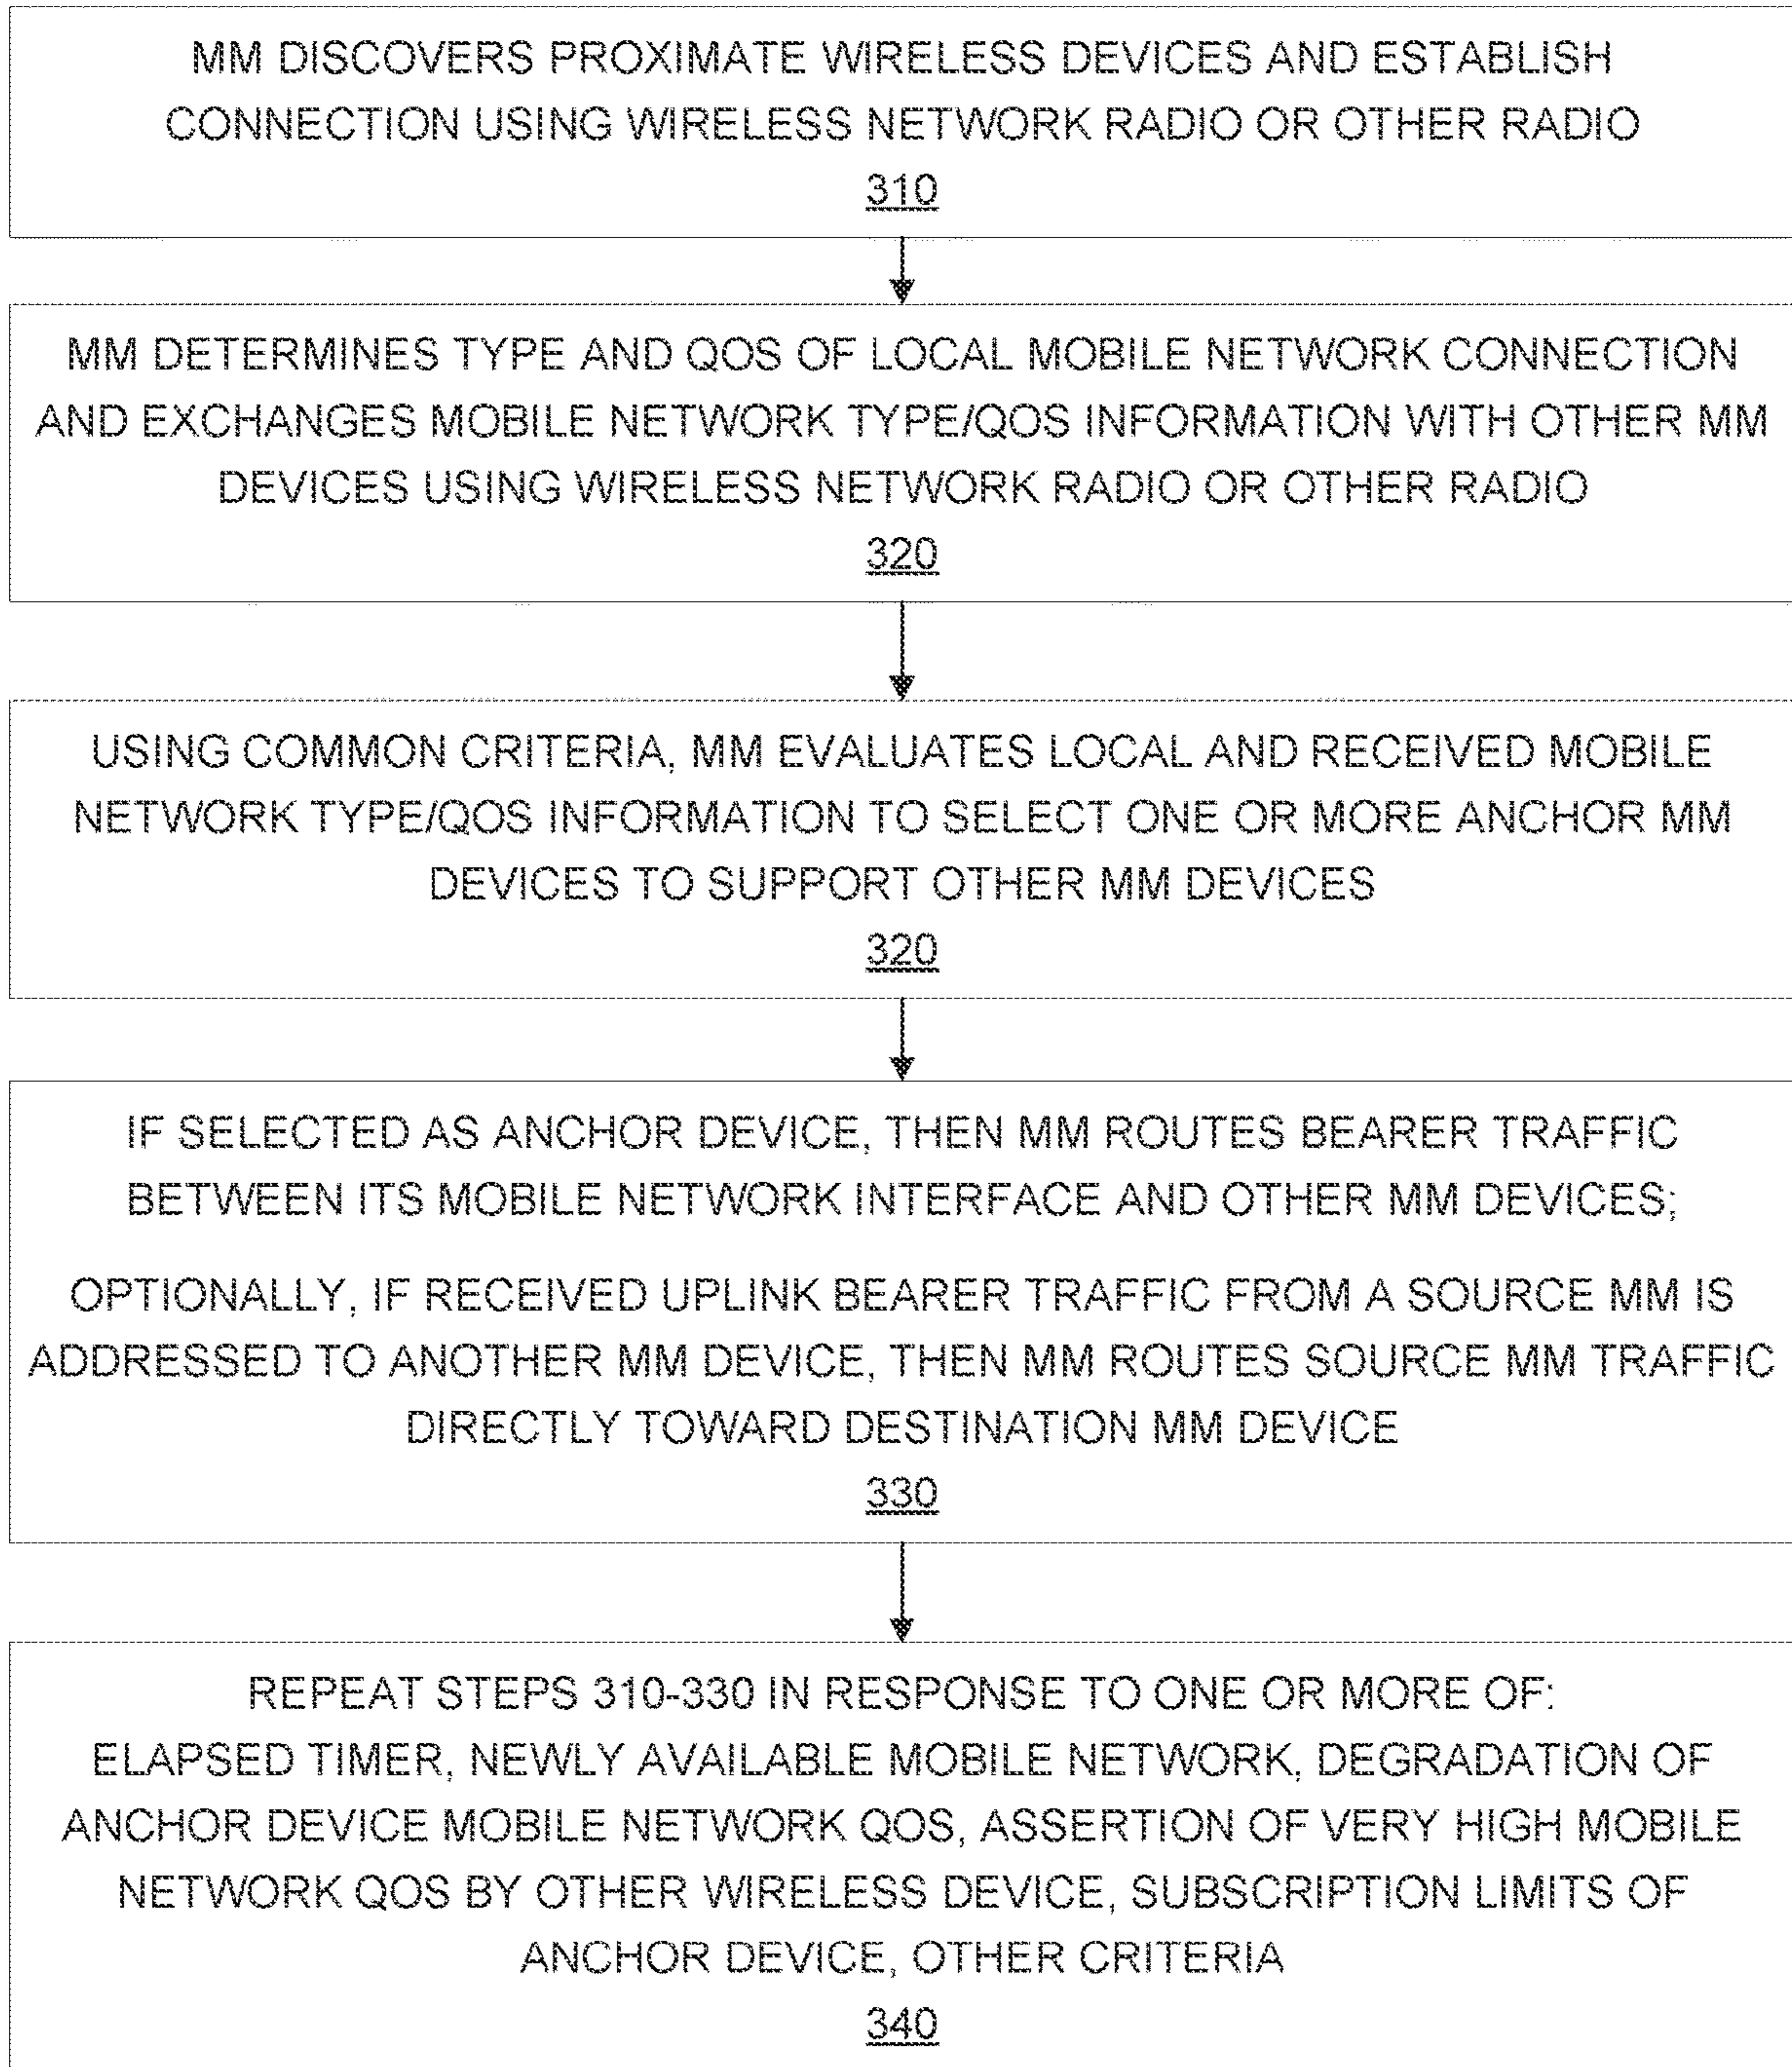 MM DISCOVERS PROXIMATE WIRELESS DEVICES AND ESTABLISH
CONNECTION USING WIRELESS NETWORK RADIO OR OTHER RADIO
310
MM DETERMINES TYPE AND QOS OF LOCAL MOBILE NETWORK CONNECTION
AND EXCHANGES MOBILE NETWORK TYPE/QOS INFORMATION WITH OTHER MM
DEVICES USING WIRELESS NETWORK RADIO OR OTHER RADIO
320
USING COMMON CRITERIA, MM EVALUATES LOCAL AND RECEIVED MOBILE
NETWORK TYPE/QOS INFORMATION TO SELECT ONE OR MORE ANCHOR MM
DEVICES TO SUPPORT OTHER MM DEVICES
320
IF SELECTED AS ANCHOR DEVICE, THEN MM ROUTES BEARER TRAFFIC
BETWEEN ITS MOBILE NETWORK INTERFACE AND OTHER MM DEVICES;
OPTIONALLY, IF RECEIVED UPLINK BEARER TRAFFIC FROM A SOURCE MM IS
ADDRESSED TO ANOTHER MM DEVICE, THEN MM ROUTES SOURCE MM TRAFFIC
DIRECTLY TOWARD DESTINATION MM DEVICE
330
REPEAT STEPS 310-330 IN RESPONSE TO ONE OR MORE OF:
ELAPSED TIMER, NEWLY AVAILABLE MOBILE NETWORK, DEGRADATION OF
ANCHOR DEVICE MOBILE NETWORK QOS, ASSERTION OF VERY HIGH MOBILE
NETWORK QOS BY OTHER WIRELESS DEVICE, SUBSCRIPTION LIMITS OF
ANCHOR DEVICE, OTHER CRITERIA
340